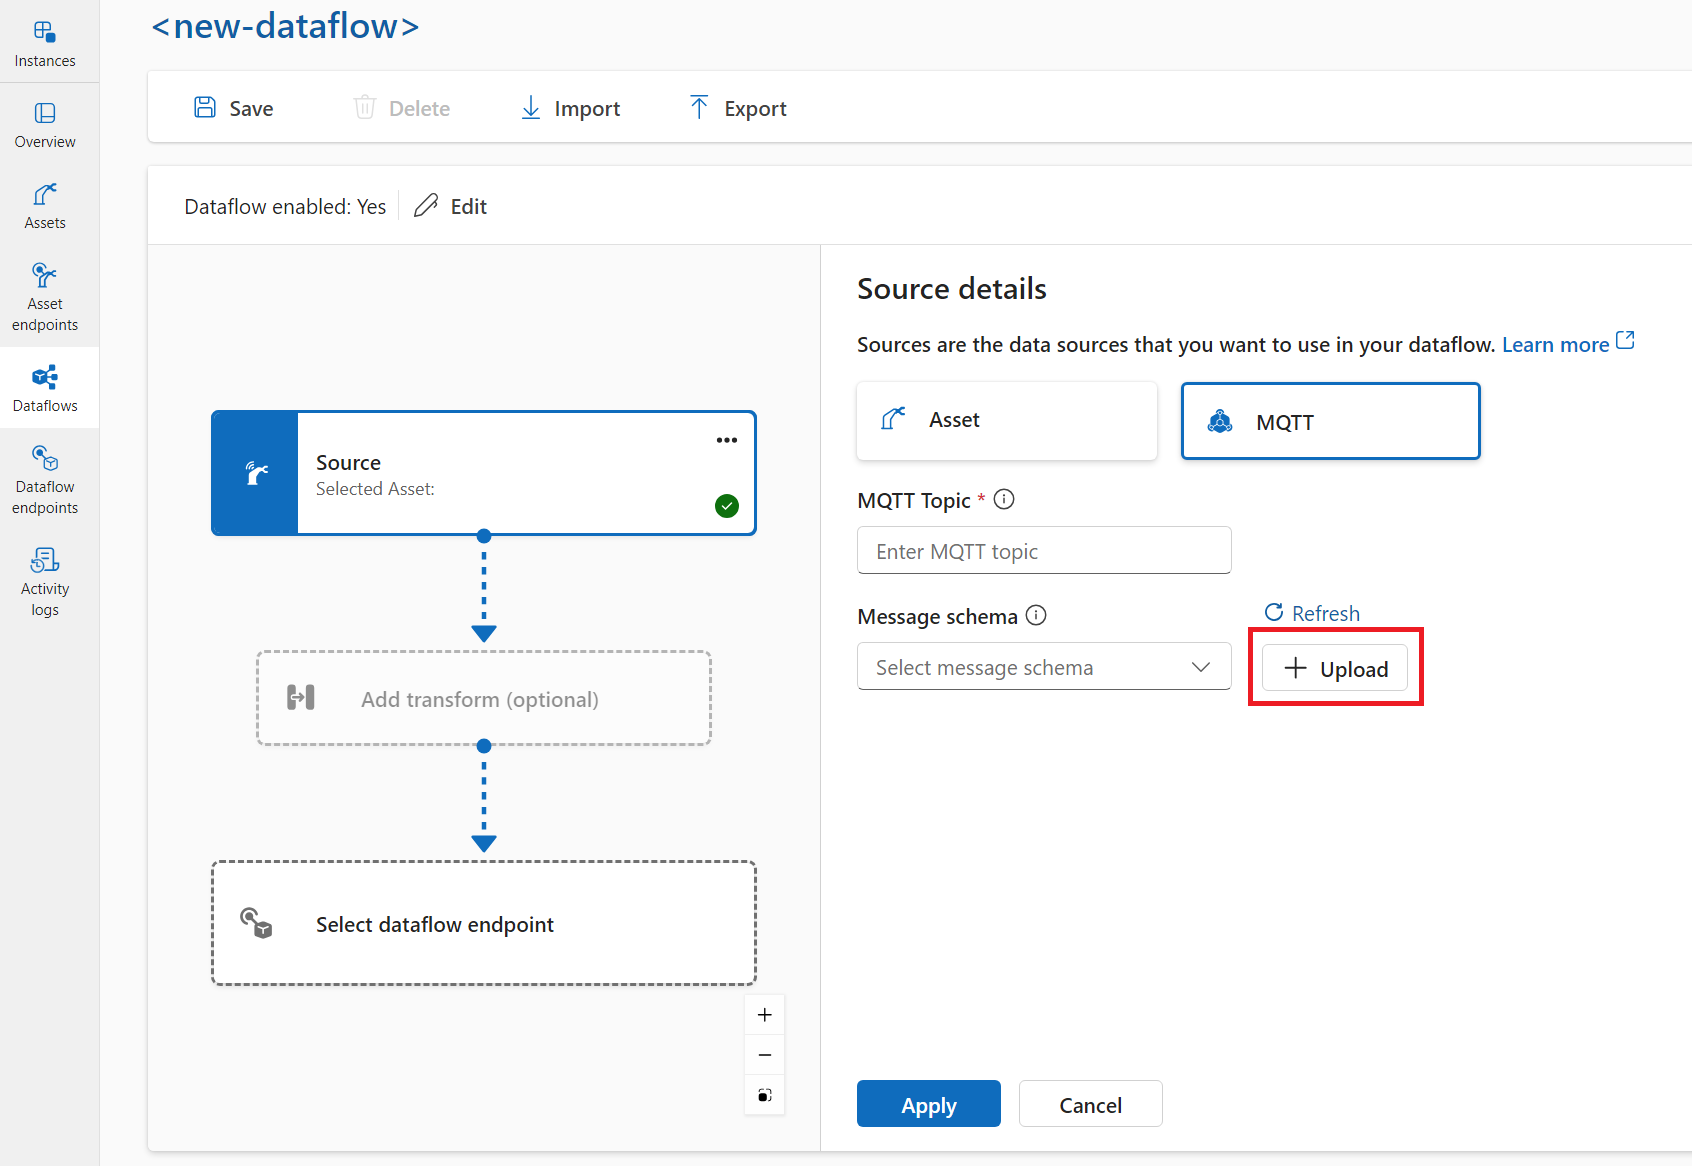 <new-dataflow>
Instances
Overview
Assets
Asset
endpoints
Dataflows
Dataflow
endpoints
Activity
logs
Save
Delete
Import
Export
Dataflow enabled: Yes
Edit
Source
Selected Asset:
Add transform (optional)
Select dataflow endpoint
Source details
Sources are the data sources that you want to use in your dataflow. Learn more
Asset
MQTT
MQTT Topic *
Enter MQTT topic
Message schema
Refresh
Select message schema
Upload
Apply
Cancel